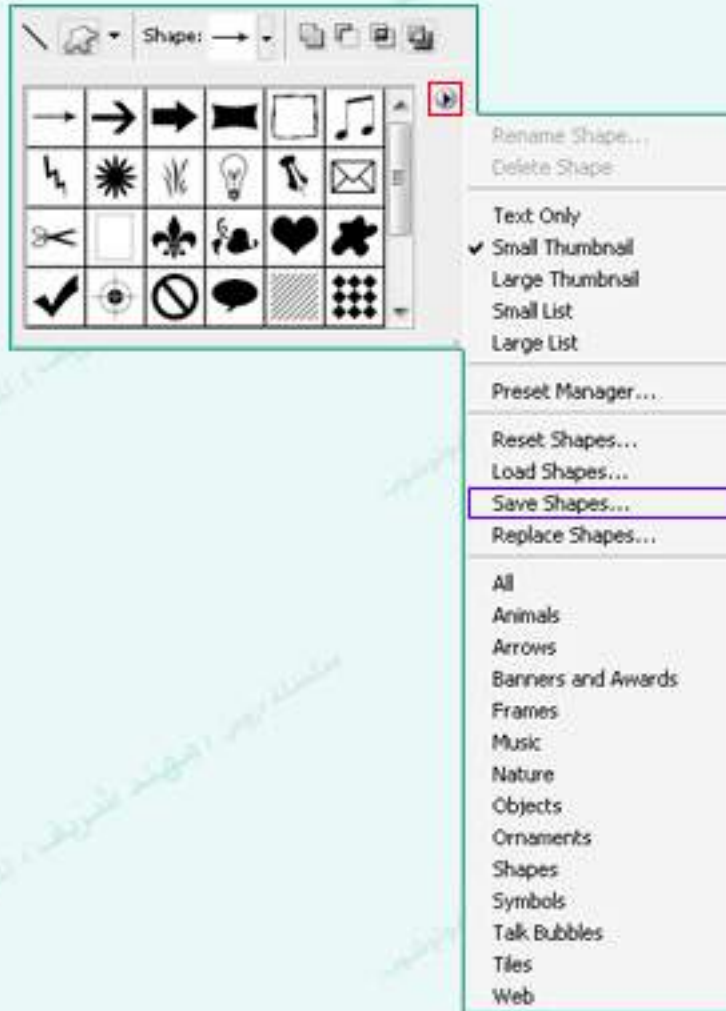 Shape:
Rename Shape...
Delete Shape
Text Only
Small Thumbnail
Large Thumbnail
Small List
Large List
Preset Manager...
Reset Shapes...
Load Shapes...
Save Shapes...
Replace Shapes...
All
Animals
Arrows
Banners and Awards
Frames
Music
Nature
Objects
Ornaments
Shapes
Symbols
Talk Bubbles
Tiles
Web